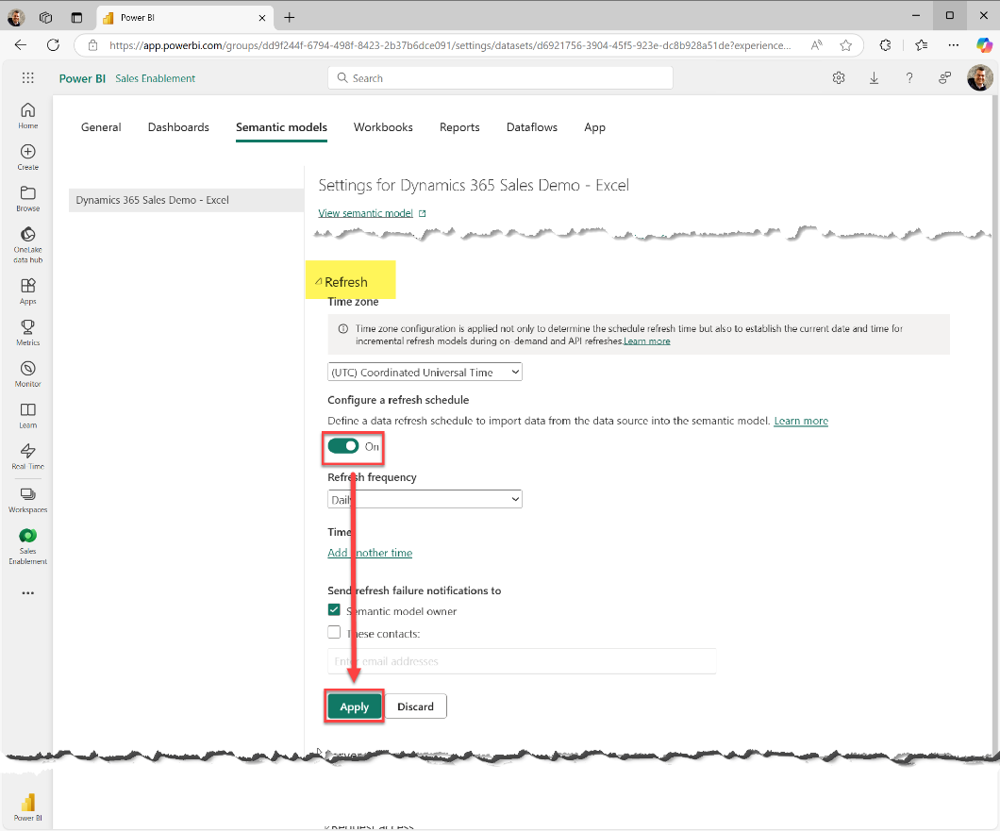 Power BI
https://app.powerbi.com/groups/dd9f244f-6794-498f-8423-2b37b6dce091/settings/datasets/d6921756-3904-45f5-923e-dc8b928a51de?experience...
Power BI Sales Enablement
Search
Home
Create
Browse
OneLake
data hub
Apps
Metrics
Monitor
Learn
Real-Time
Workspaces
Sales
Enablement
Power BI
General Dashboards Semantic models Workbooks Reports Dataflows App
Dynamics 365 Sales Demo - Excel
Settings for Dynamics 365 Sales Demo - Excel
View semantic model
Refresh
Time zone
Time zone configuration is applied not only to determine the schedule refresh time but also to establish the current date and time for
incremental refresh models during on-demand and API refreshes.Learn more
(UTC) Coordinated Universal Time
Configure a refresh schedule
Define a data refresh schedule to import data from the data source into the semantic model. Learn more
On
Refresh frequency
Daily
Time
Add another time
Send refresh failure notifications to
Semantic model owner
These contacts:
Enter email addresses
Apply Discard
Request access